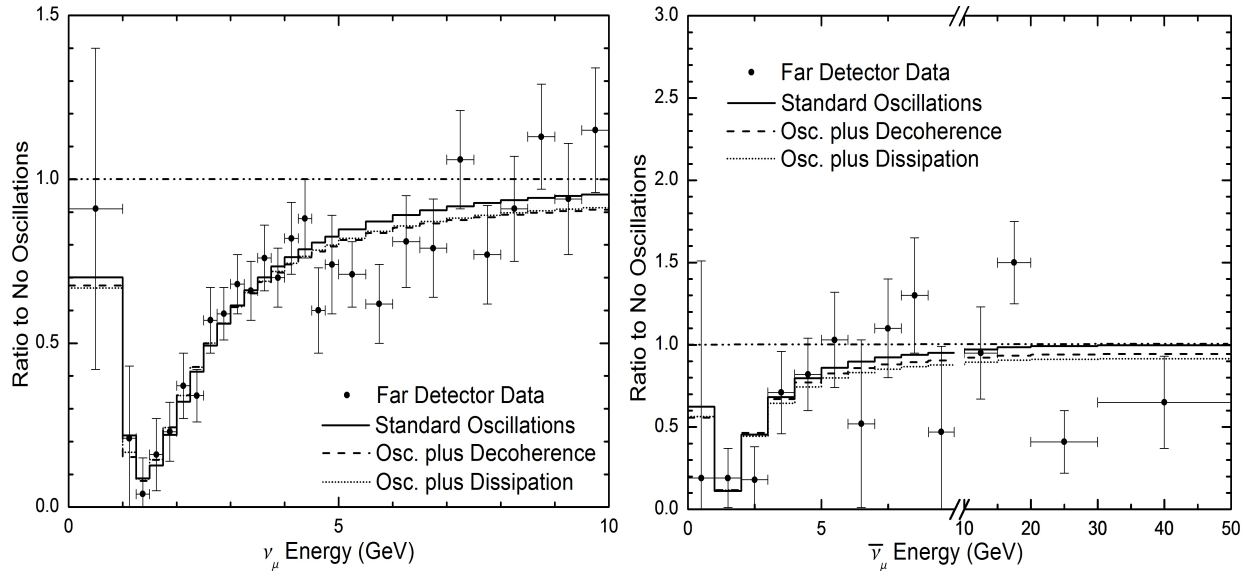 Ratio to No Oscillations
1.5
1.0
0.5
0.0
Far Detector Data
Standard Oscillations
Osc. plus Decoherence
Osc. plus Dissipation
0 5 10
νμ Energy (GeV)
Ratio to No Oscillations
3.0
2.5
2.0
1.5
1.0
0.5
0.0
Far Detector Data
Standard Oscillations
Osc. plus Decoherence
Osc. plus Dissipation
0 5 10 20 30 40 50
ν̅μ Energy (GeV)